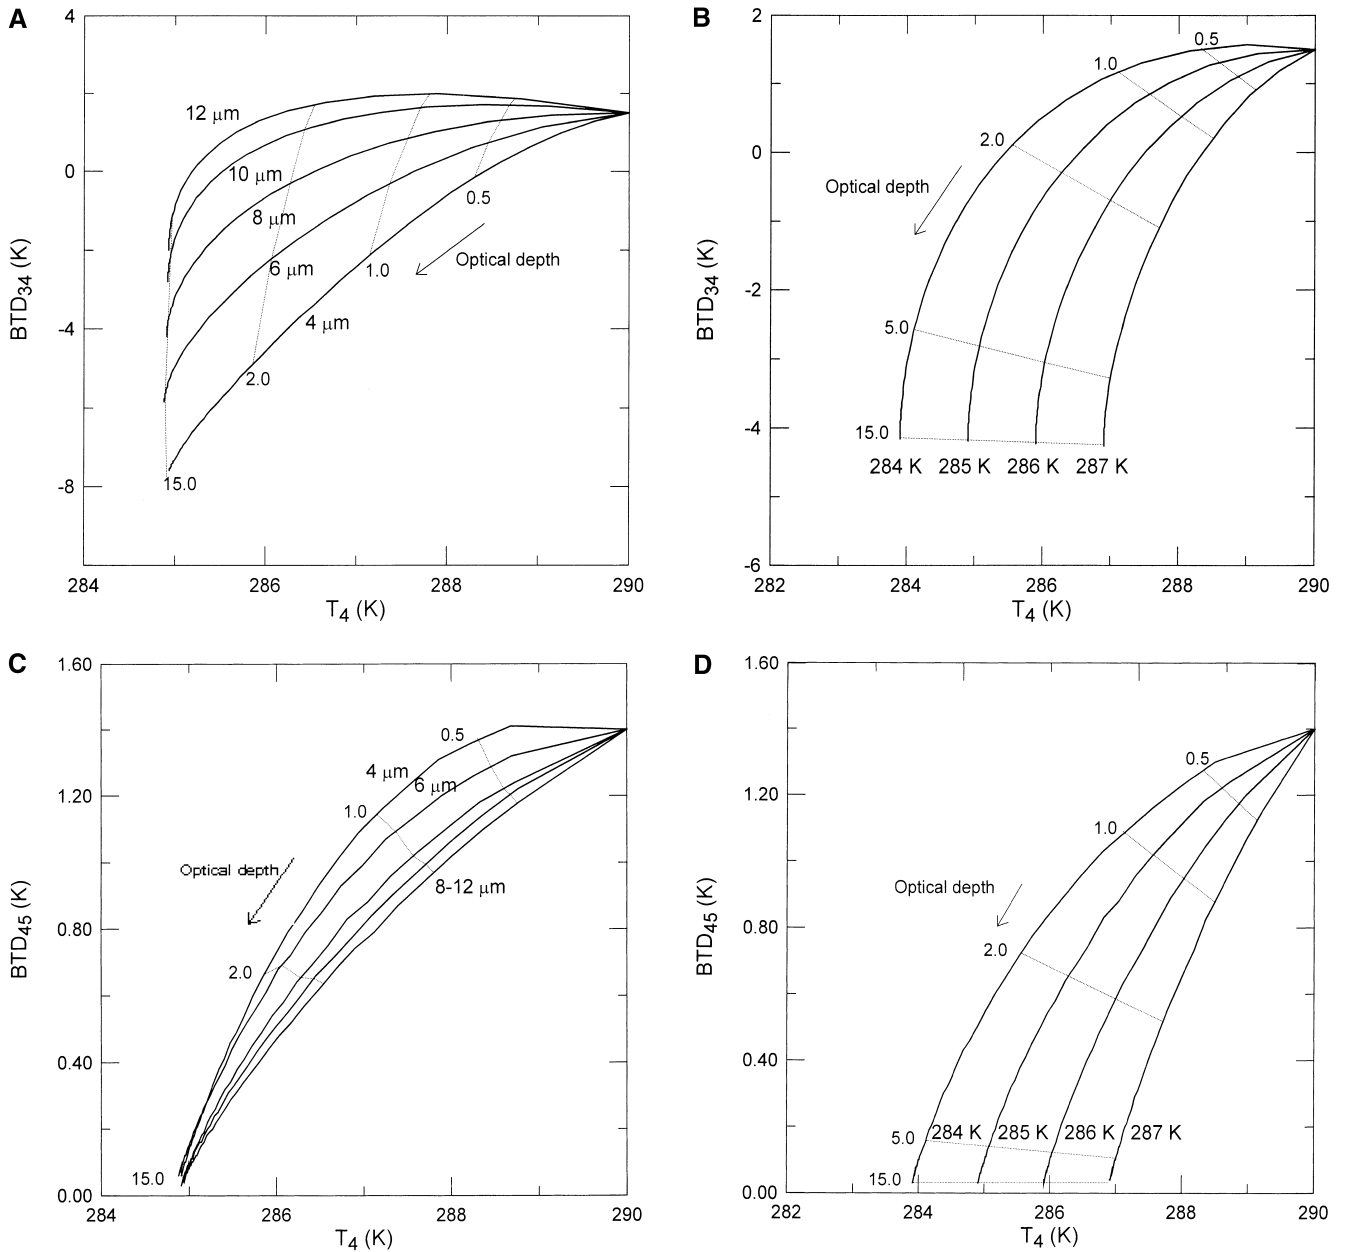 A
4
0
-4
-8
BTD34 (K)
12 μm
10 μm
8 μm
6 μm
4 μm
0.5
1.0
2.0
15.0
Optical depth
284 286 288 290
T4 (K)
B
2
0
-2
-4
-6
BTD34 (K)
0.5
1.0
2.0
5.0
15.0
Optical depth
284 K 285 K 286 K 287 K
282 284 286 288 290
T4 (K)
C
1.60
1.20
0.80
0.40
0.00
BTD45 (K)
0.5
4 μm
6 μm
1.0
Optical depth
8-12 μm
2.0
15.0
284 286 288 290
T4 (K)
D
1.60
1.20
0.80
0.40
0.00
BTD45 (K)
0.5
1.0
Optical depth
2.0
5.0
284 K 285 K 286 K 287 K
15.0
282 284 286 288 290
T4 (K)